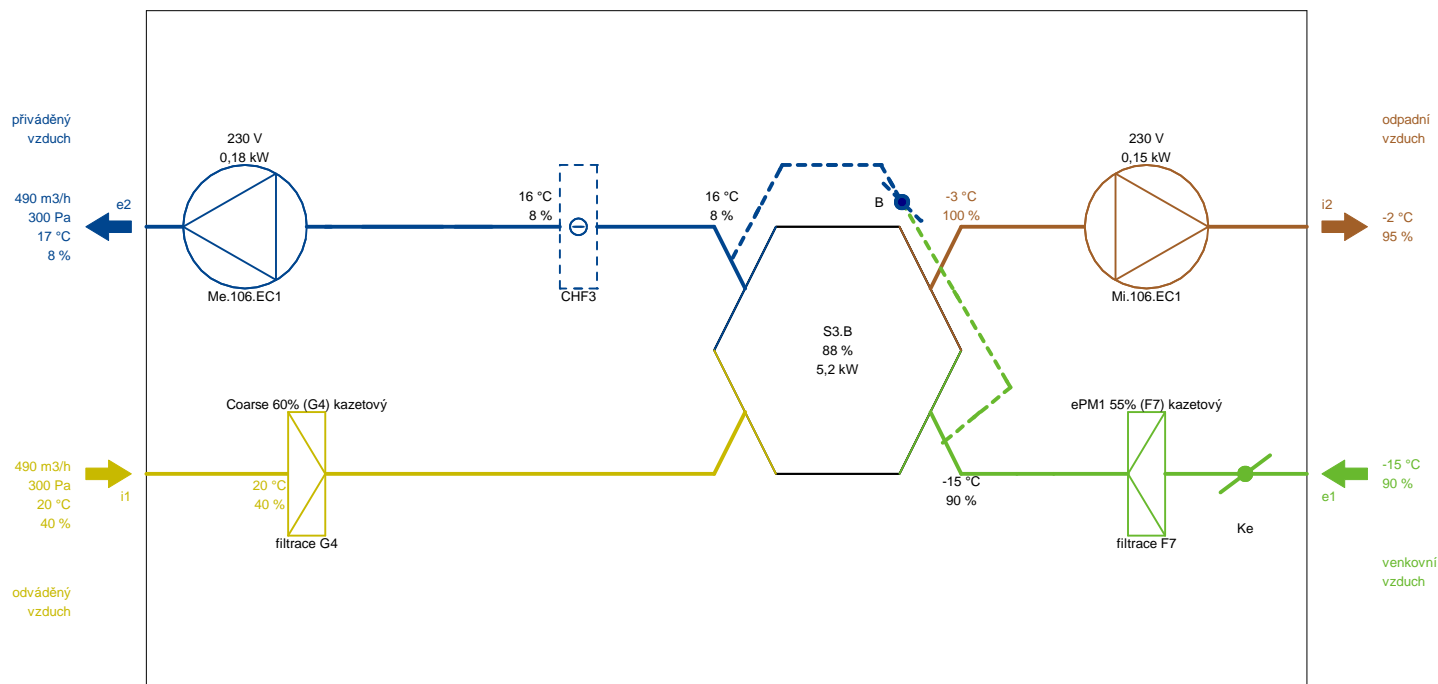 přiváděný
vzduch
490 m3/h
300 Pa
17 °C
8 %
e2
230 V
0,18 kW
Me.106.EC1
16 °C
8 %
CHF3
16 °C
8 %
B
-3 °C
100 %
230 V
0,15 kW
Mi.106.EC1
odpadní
vzduch
i2
-2 °C
95 %
S3.B
88 %
5,2 kW
490 m3/h
300 Pa
20 °C
40 %
i1
Coarse 60% (G4) kazetový
20 °C
40 %
filtrace G4
-15 °C
90 %
ePM1 55% (F7) kazetový
filtrace F7
Ke
e1
-15 °C
90 %
odváděný
vzduch
venkovní
vzduch